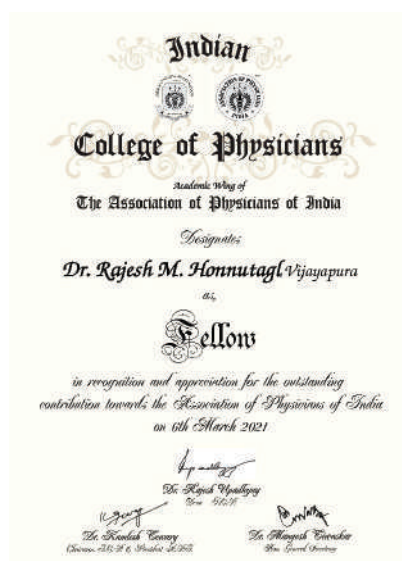 Indian
College of Physicians
Academic Wing of
The Association of Physicians of India
Designates
Dr. Rajesh M. Honnutagl Vijayapura
as,
Fellow
in recognition and appreciation for the outstanding
contribution towards the Association of Physicians of India
on 6th March 2021
Dr. Rajesh Upadhyay
Dr. Kamlesh Tewary
Dr. Mangesh Tiwaskar
Hon. General Secretary